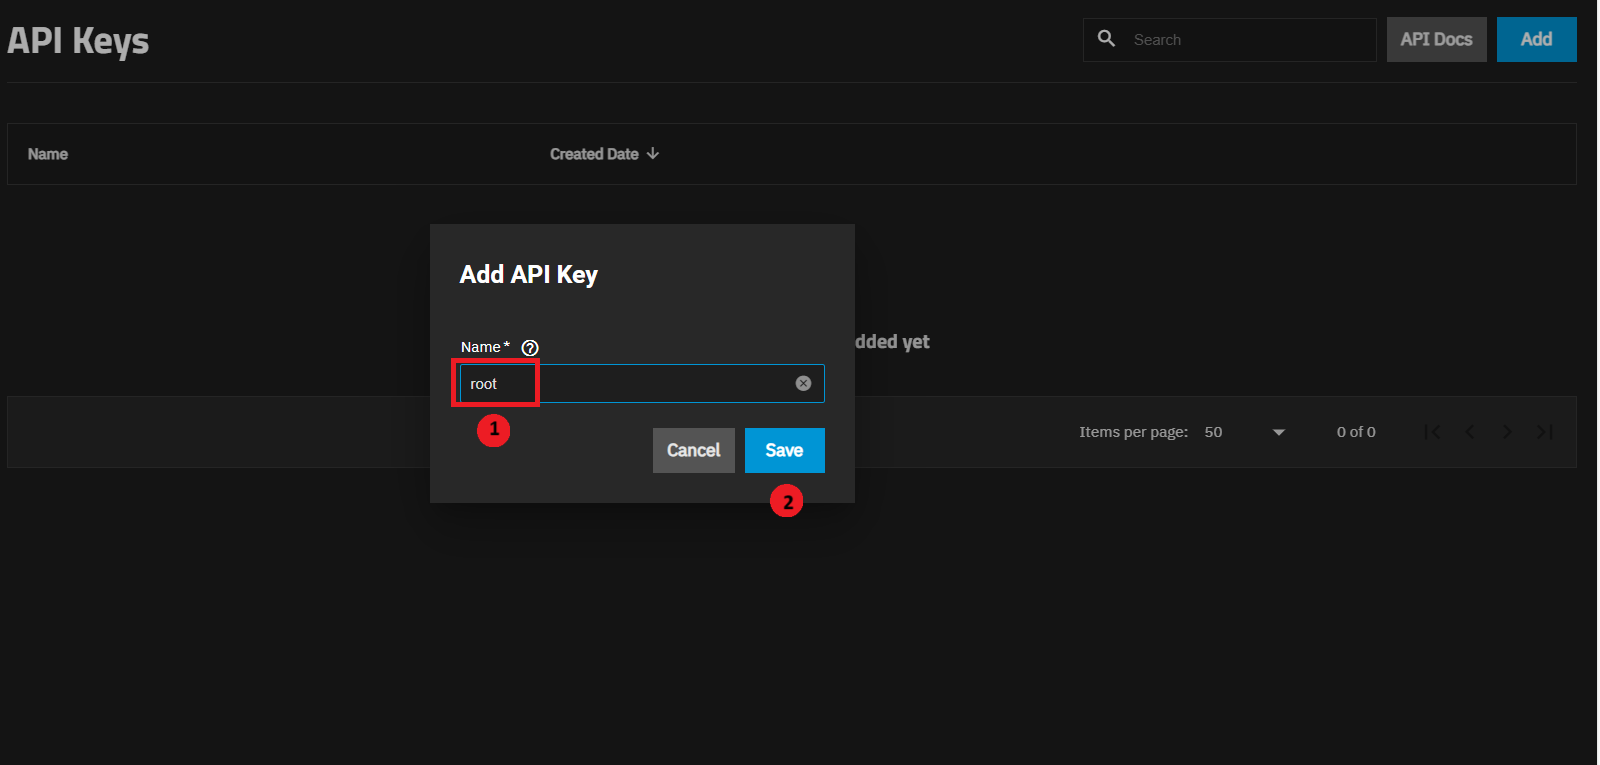 API Keys
Search
API Docs
Add
Name
Created Date
Add API Key
dded yet
Name*
root
1
Cancel
Save
2
Items per page: 50
0 of 0